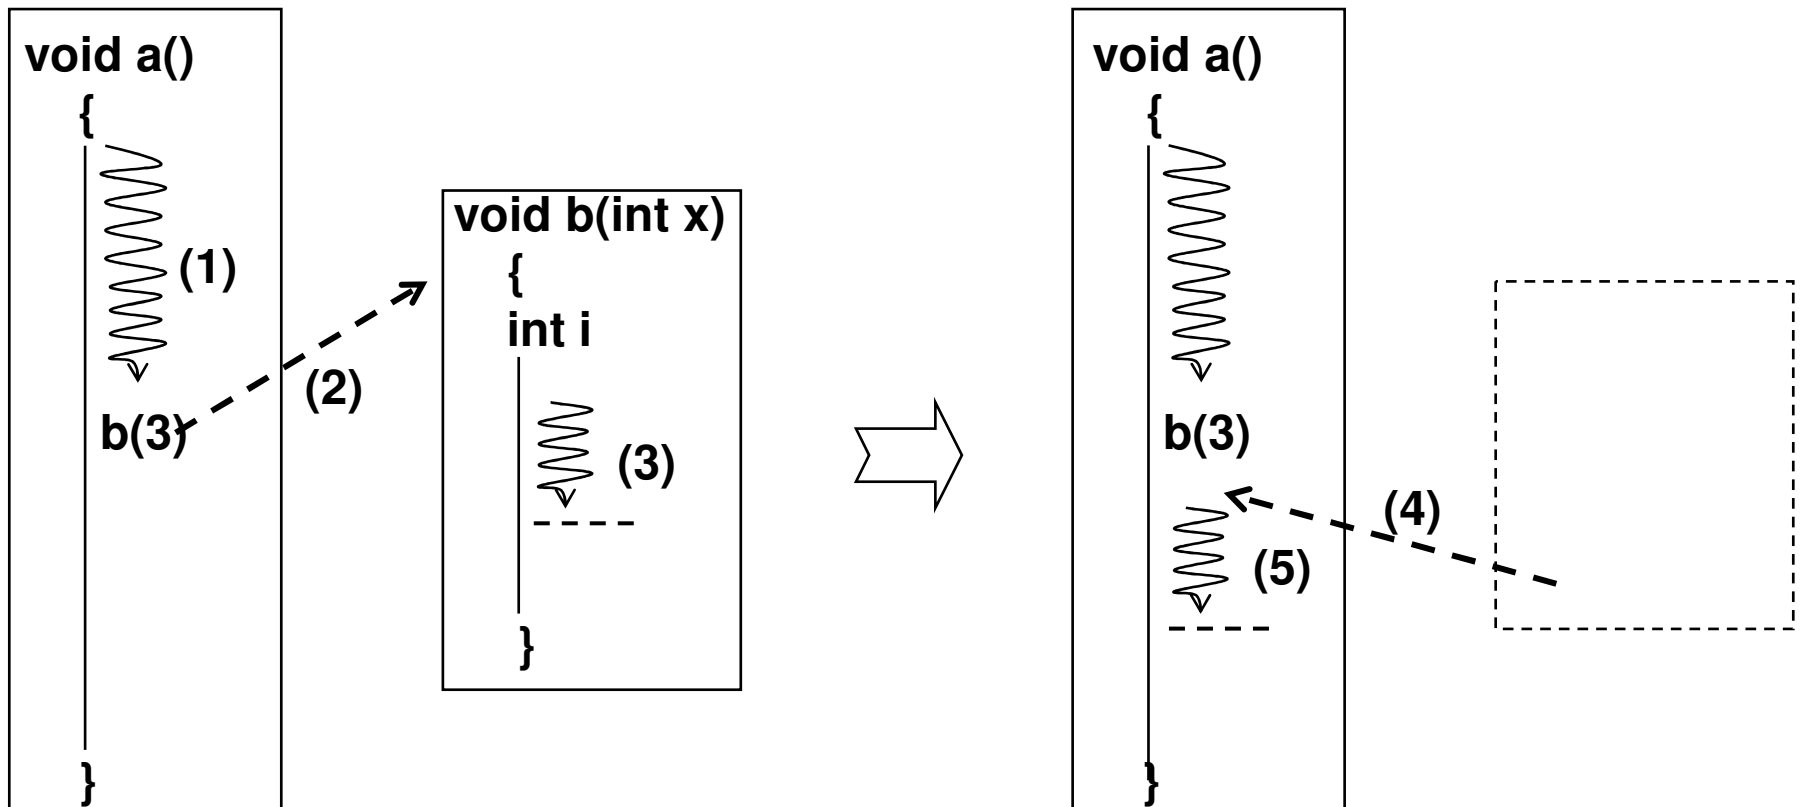 void a()
{
(1)
b(3)
}
(2)
void b(int x)
{
int i
(3)
}
void a()
{
b(3)
(5)
}
(4)